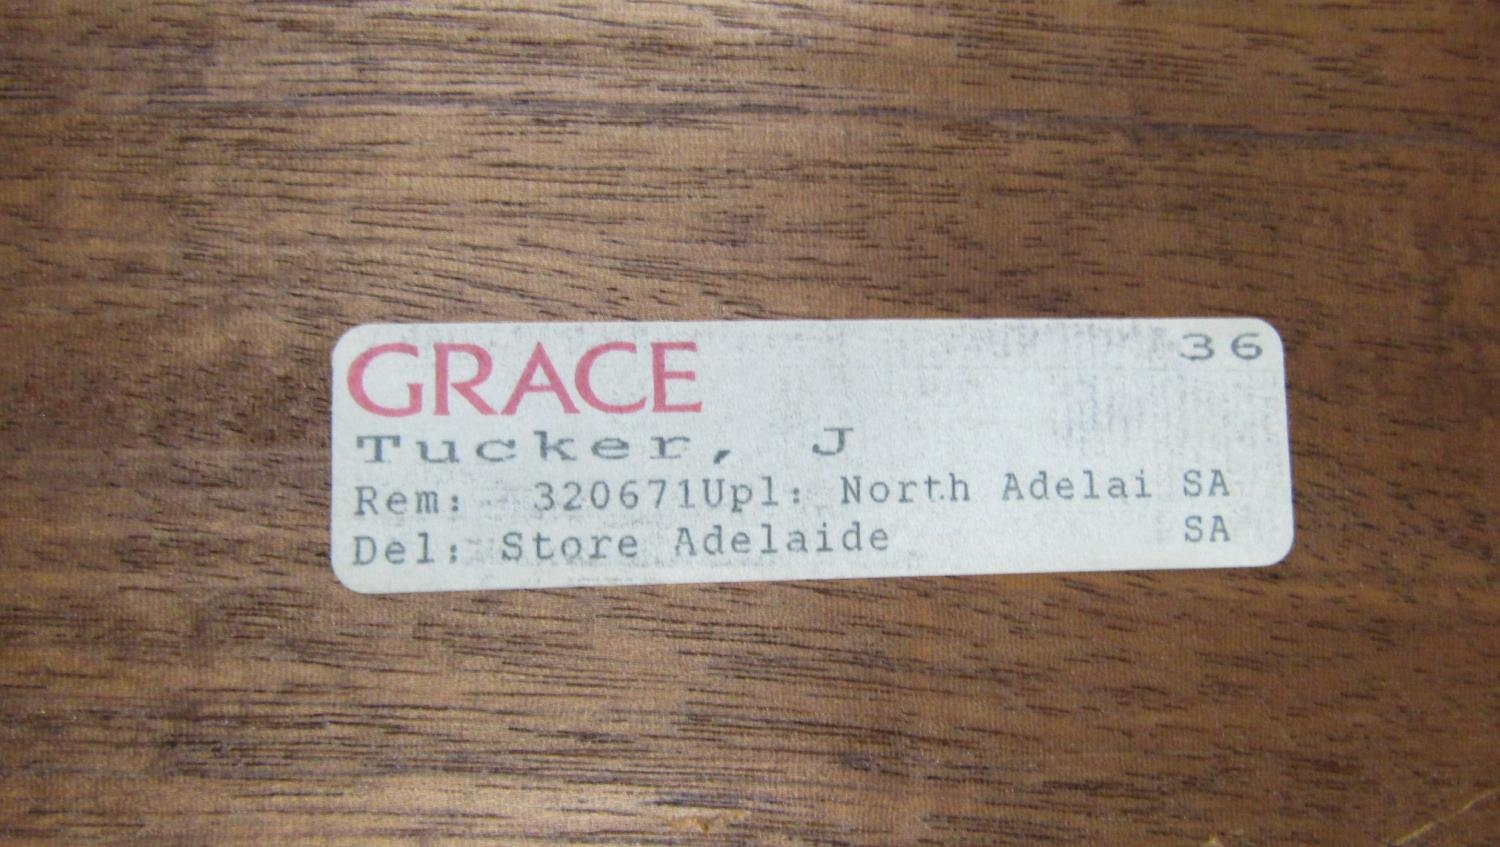 GRACE 36
Tucker, J
Rem: 320671Upl: North Adelai SA
Del: Store Adelaide SA